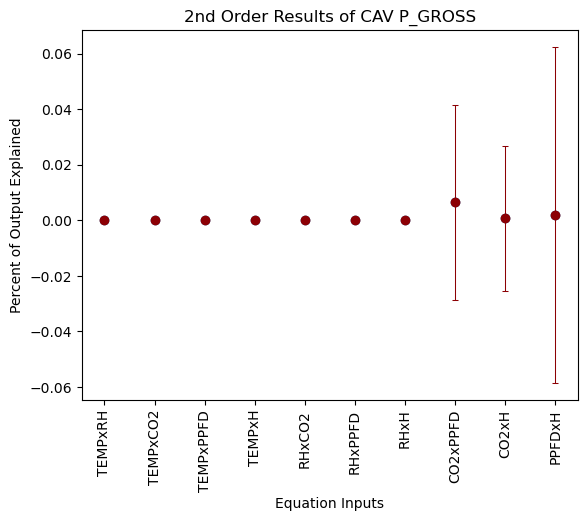 2nd Order Results of CAV P_GROSS
Percent of Output Explained
0.06
0.04
0.02
0.00
−0.02
−0.04
−0.06
TEMPxRH
TEMPxCO2
TEMPxPPFD
TEMPxH
RHxCO2
RHxPPFD
RHxH
CO2xPPFD
CO2xH
PPFDxH
Equation Inputs